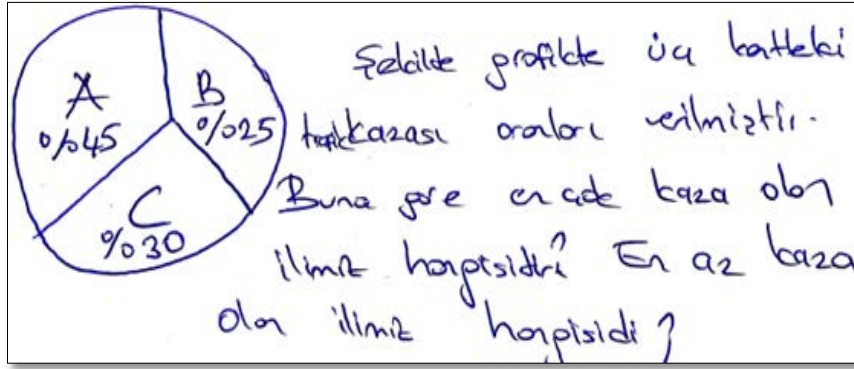 A
%45
B
%25
C
%30
Şekilde grafikte üç kentteki
trafik kazası oranları verilmiştir.
Buna göre en çok kaza olan
ilimiz hangisidir? En az kaza
olan ilimiz hangisidi?